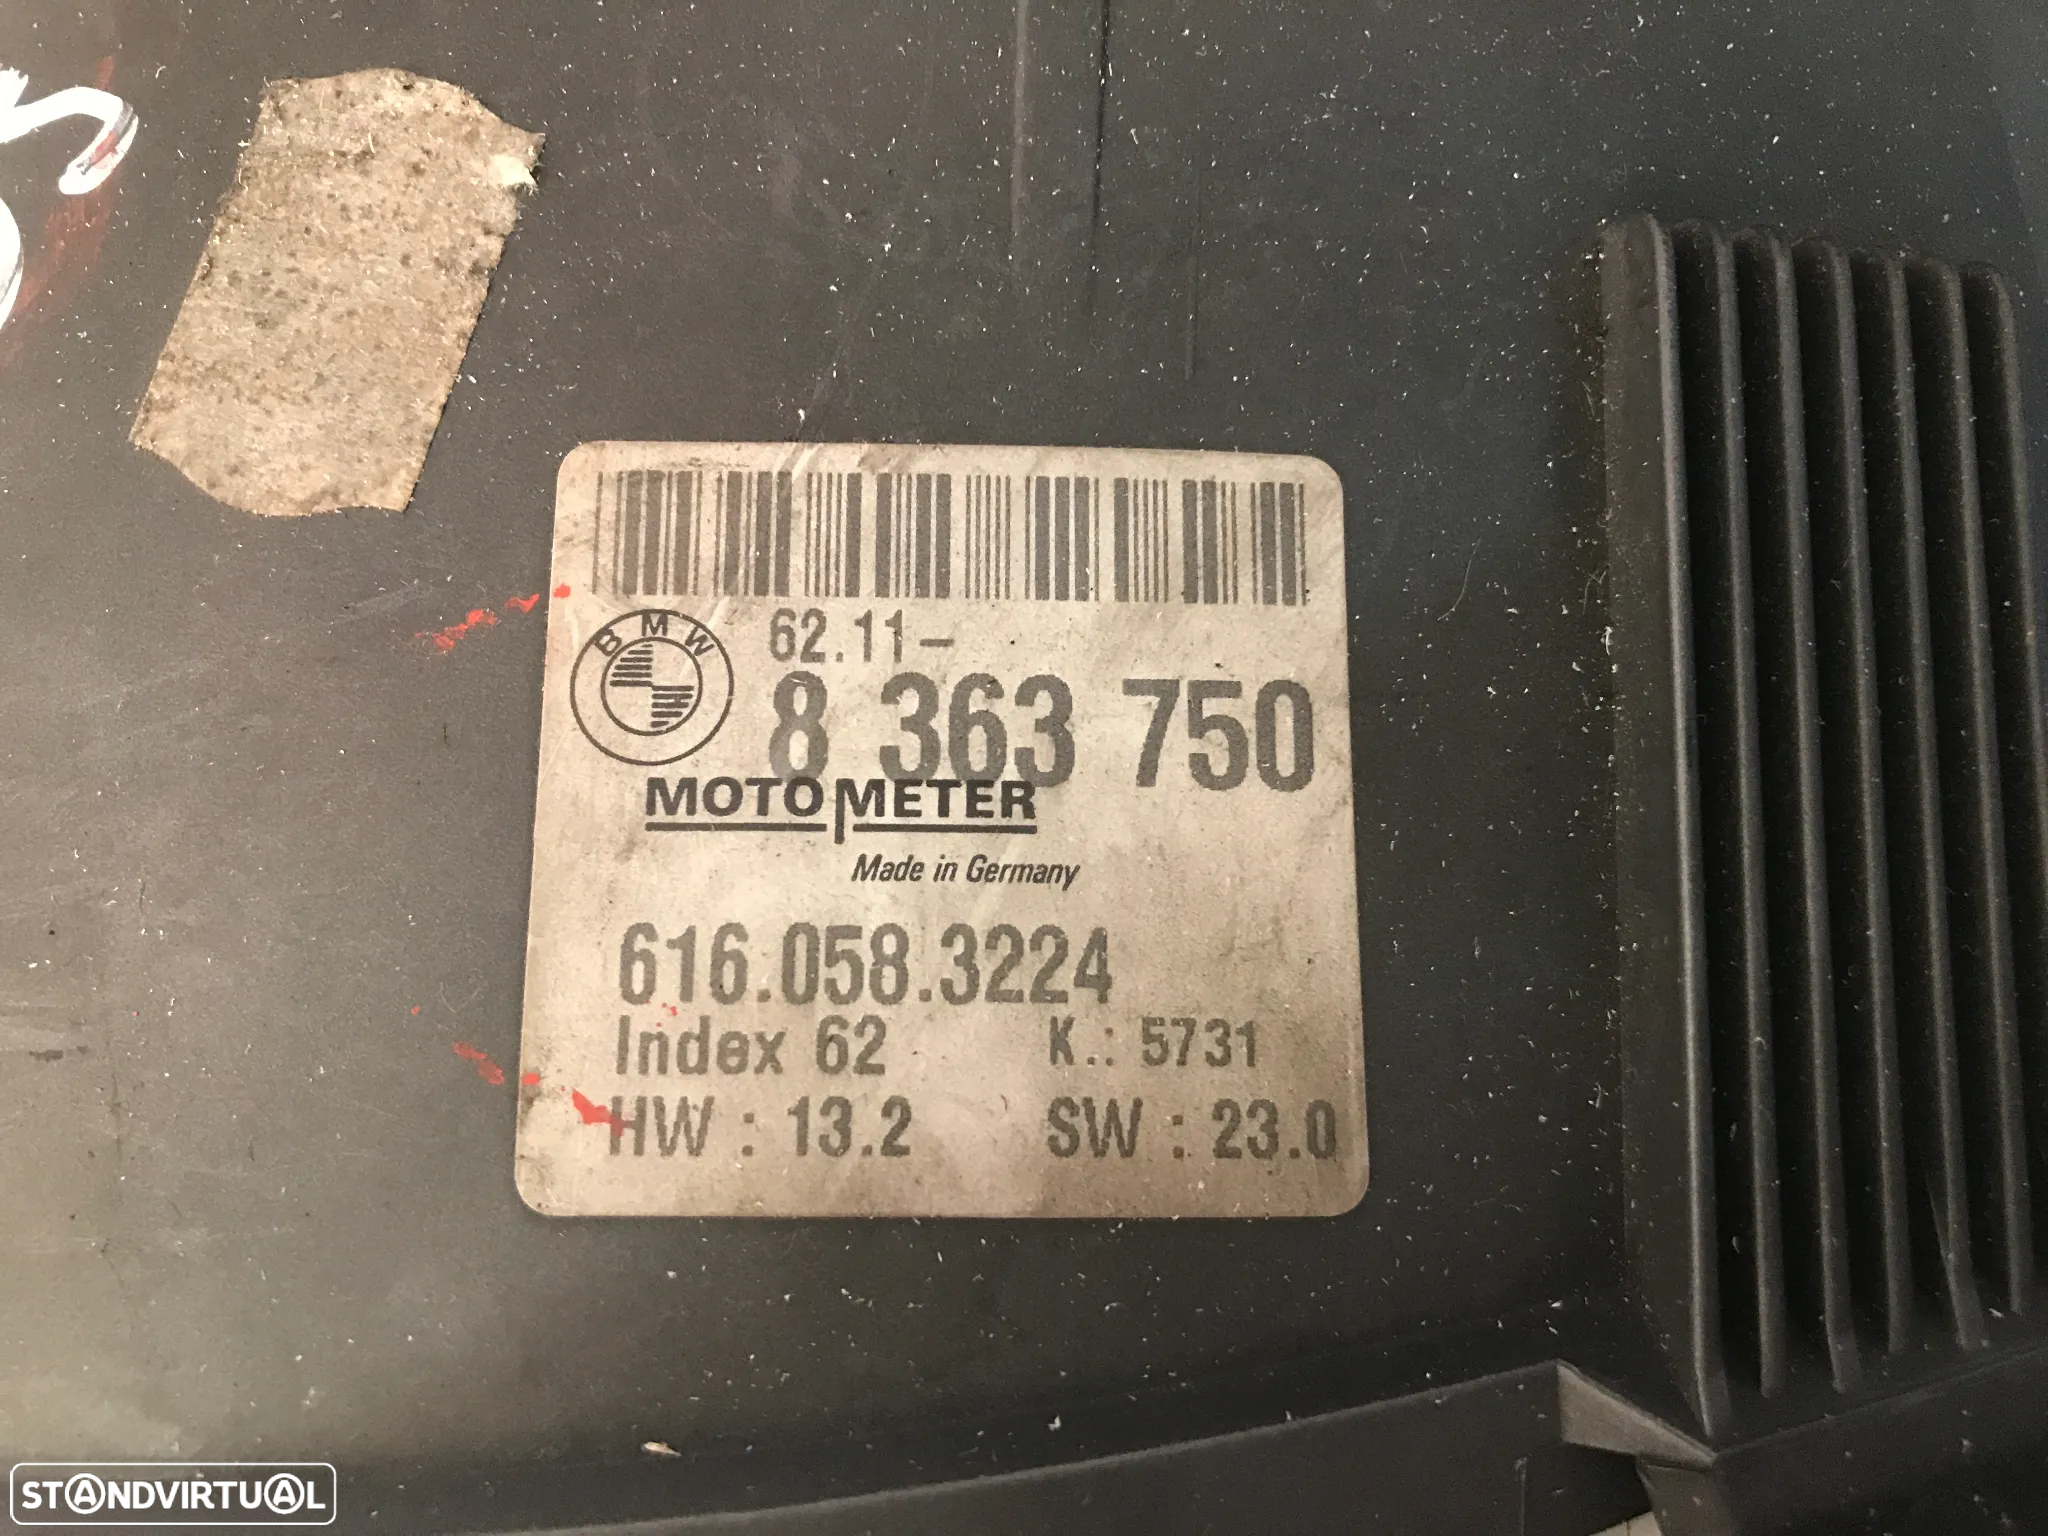 BMW
62.11-
8 363 750
MOTOMETER
Made in Germany
616.058.3224
Index 62 K.: 5731
HW : 13.2 SW : 23.0
STANDVIRTUAL